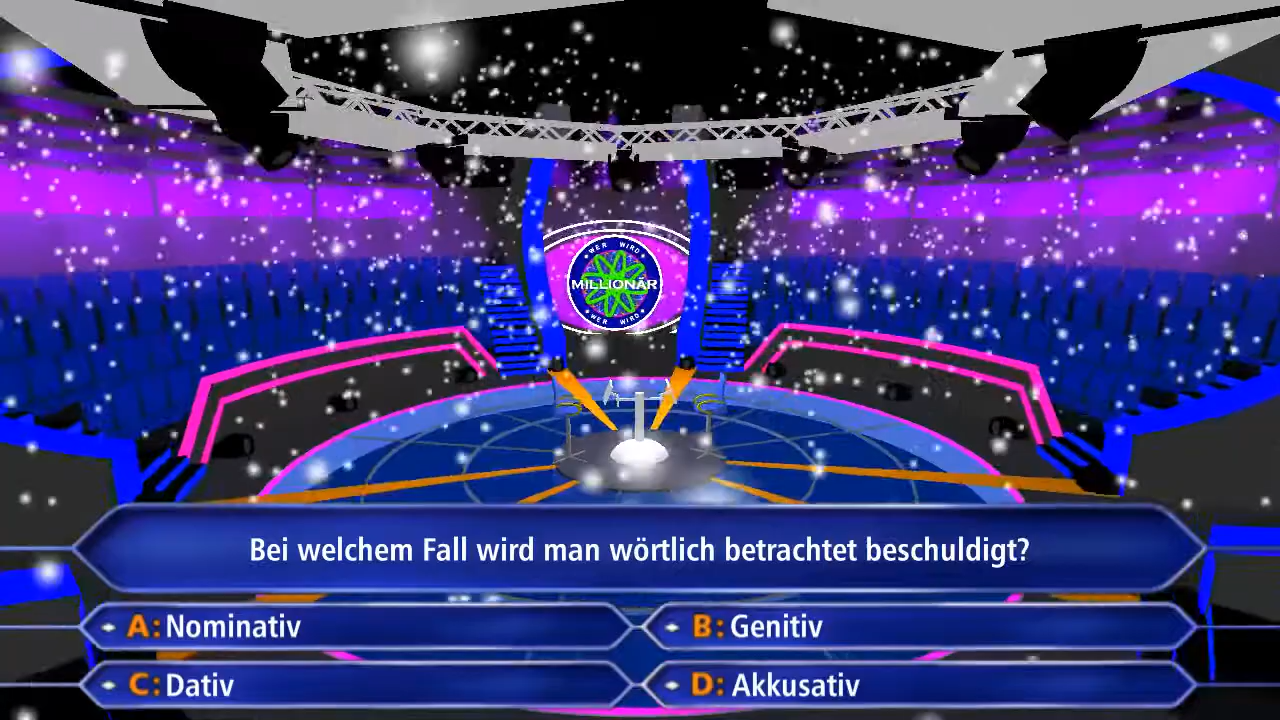 WER WIRD
MILLIONÄR
WER WIRD
Bei welchem Fall wird man wörtlich betrachtet beschuldigt?
A: Nominativ
B: Genitiv
C: Dativ
D: Akkusativ